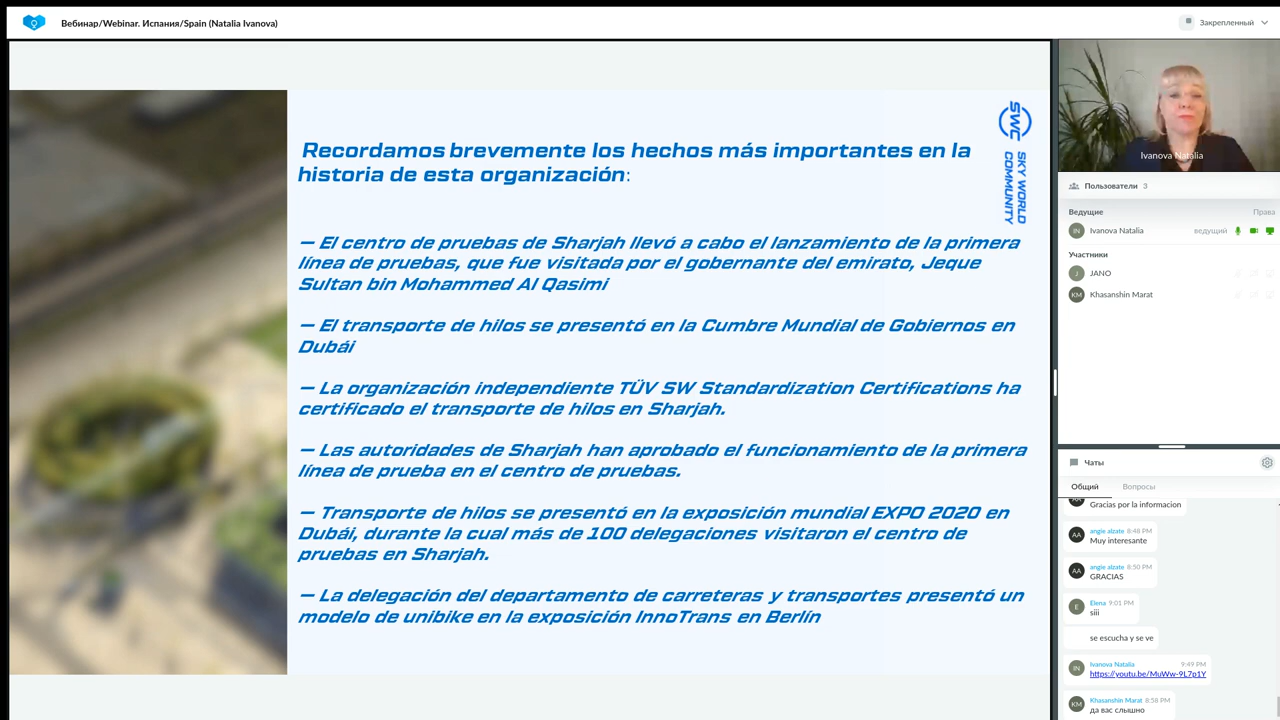 Вебинар/Webinar. Испания/Spain (Natalia Ivanova)
Закрепленный
Recordamos brevemente los hechos más importantes en la
historia de esta organización:
SWC
SKY WORLD
COMMUNITY
— El centro de pruebas de Sharjah llevó a cabo el lanzamiento de la primera
línea de pruebas, que fue visitada por el gobernante del emirato, Jeque
Sultan bin Mohammed Al Qasimi
— El transporte de hilos se presentó en la Cumbre Mundial de Gobiernos en
Dubái
— La organización independiente TÜV SW Standardization Certifications ha
certificado el transporte de hilos en Sharjah.
— Las autoridades de Sharjah han aprobado el funcionamiento de la primera
línea de prueba en el centro de pruebas.
— Transporte de hilos se presentó en la exposición mundial EXPO 2020 en
Dubái, durante la cual más de 100 delegaciones visitaron el centro de
pruebas en Sharjah.
— La delegación del departamento de carreteras y transportes presentó un
modelo de unibike en la exposición InnoTrans en Berlín
Ivanova Natalia
Пользователи 3
Ведущие Права
IN Ivanova Natalia ведущий
Участники
J JANO
KM Khasanshin Marat
Чаты
Общий Вопросы
AA
Gracias por la informacion
AA angie alzate 8:48 PM
Muy interesante
AA angie alzate 8:50 PM
GRACIAS
E Elena 9:01 PM
siii
se escucha y se ve
IN Ivanova Natalia 9:49 PM
https://youtu.be/MuWw-9L7p1Y
KM Khasanshin Marat 8:58 PM
да вас слышно